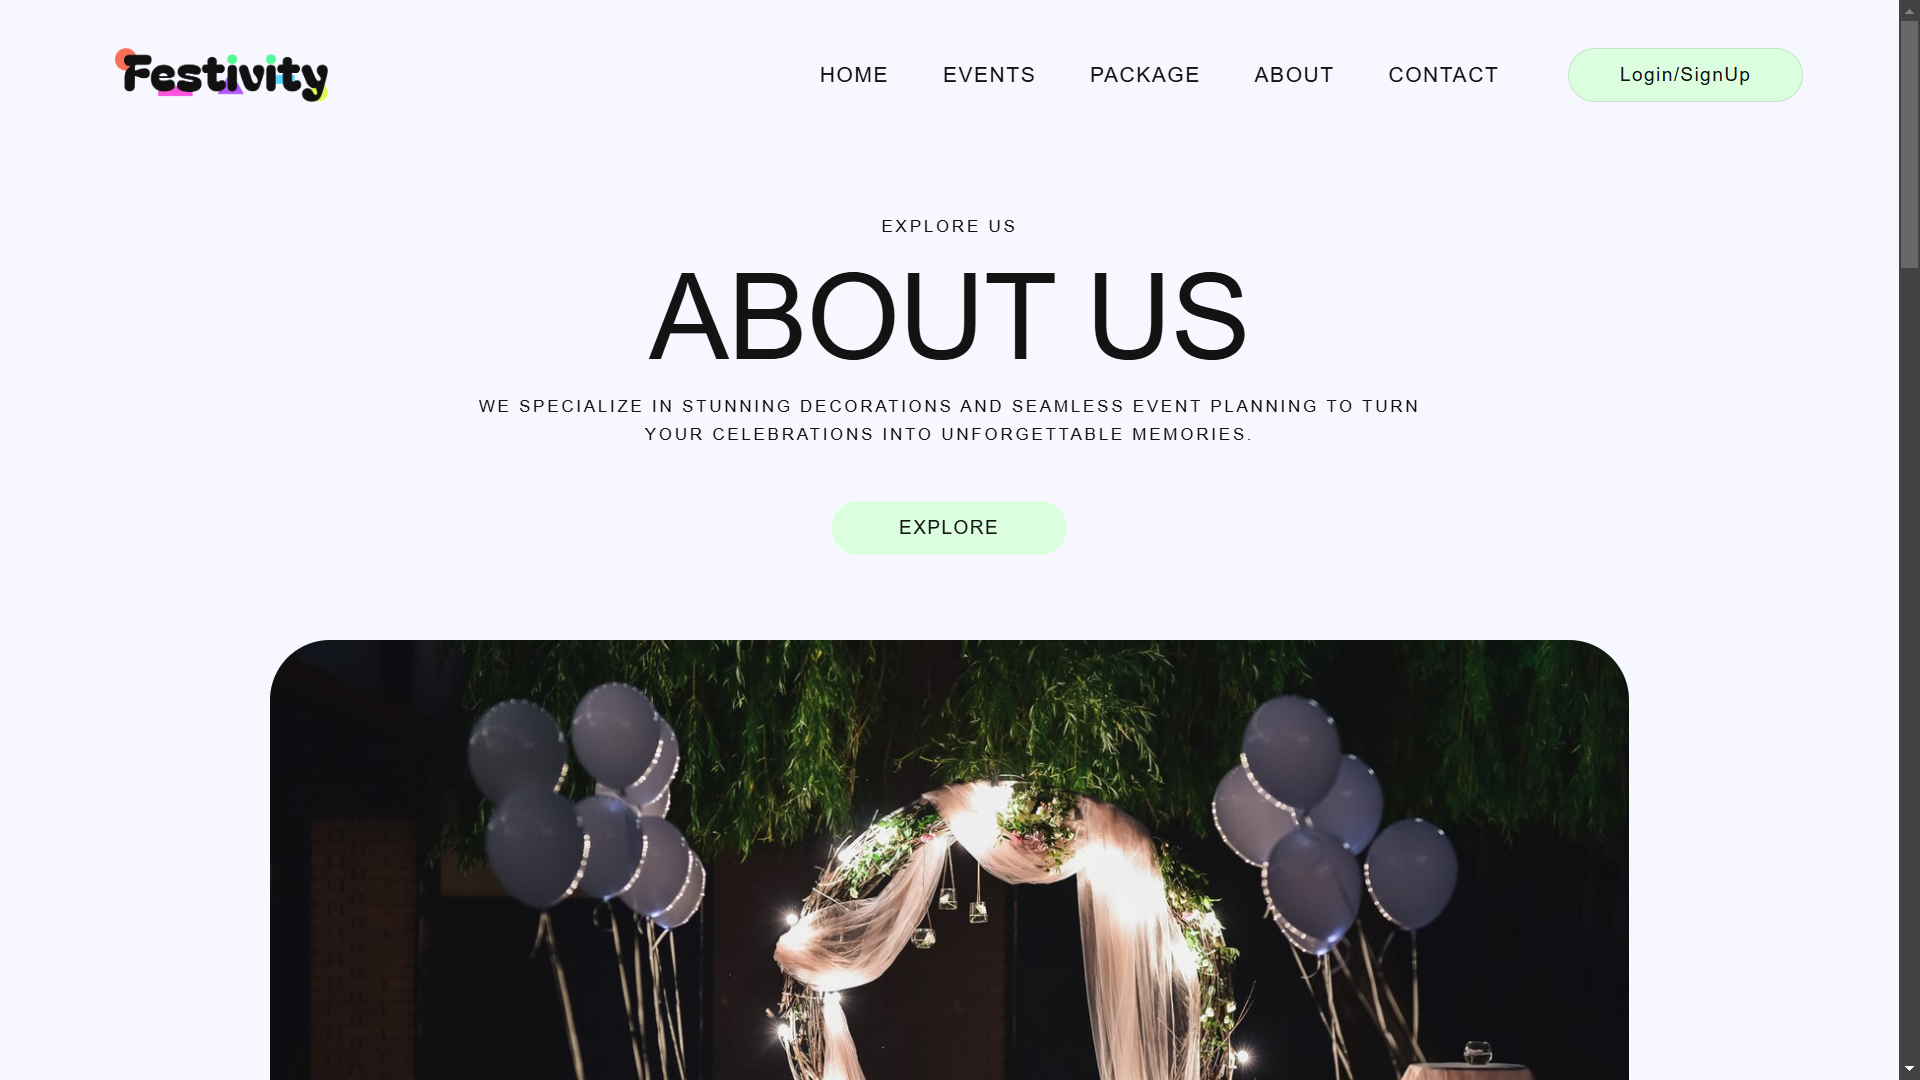 Festivity
HOME EVENTS PACKAGE ABOUT CONTACT Login/SignUp
EXPLORE US
ABOUT US
WE SPECIALIZE IN STUNNING DECORATIONS AND SEAMLESS EVENT PLANNING TO TURN
YOUR CELEBRATIONS INTO UNFORGETTABLE MEMORIES.
EXPLORE